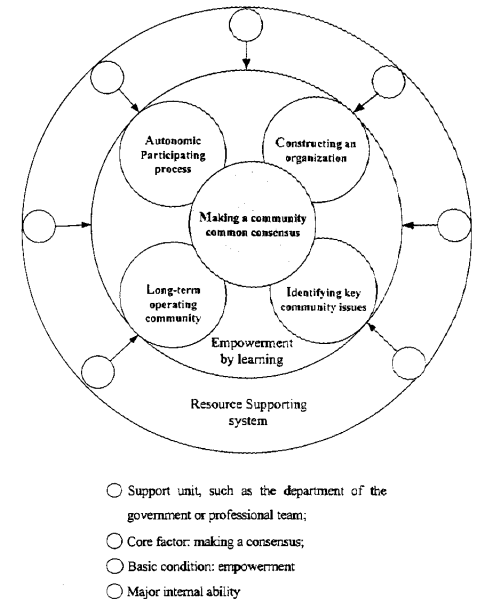 Autonomic
Participating
process
Constructing an
organization
Making a community
common consensus
Long-term
operating
community
Identifying key
community issues
Empowerment
by learning
Resource Supporting
system
Support unit, such as the department of the
government or professional team;
Core factor: making a consensus;
Basic condition: empowerment
Major internal ability